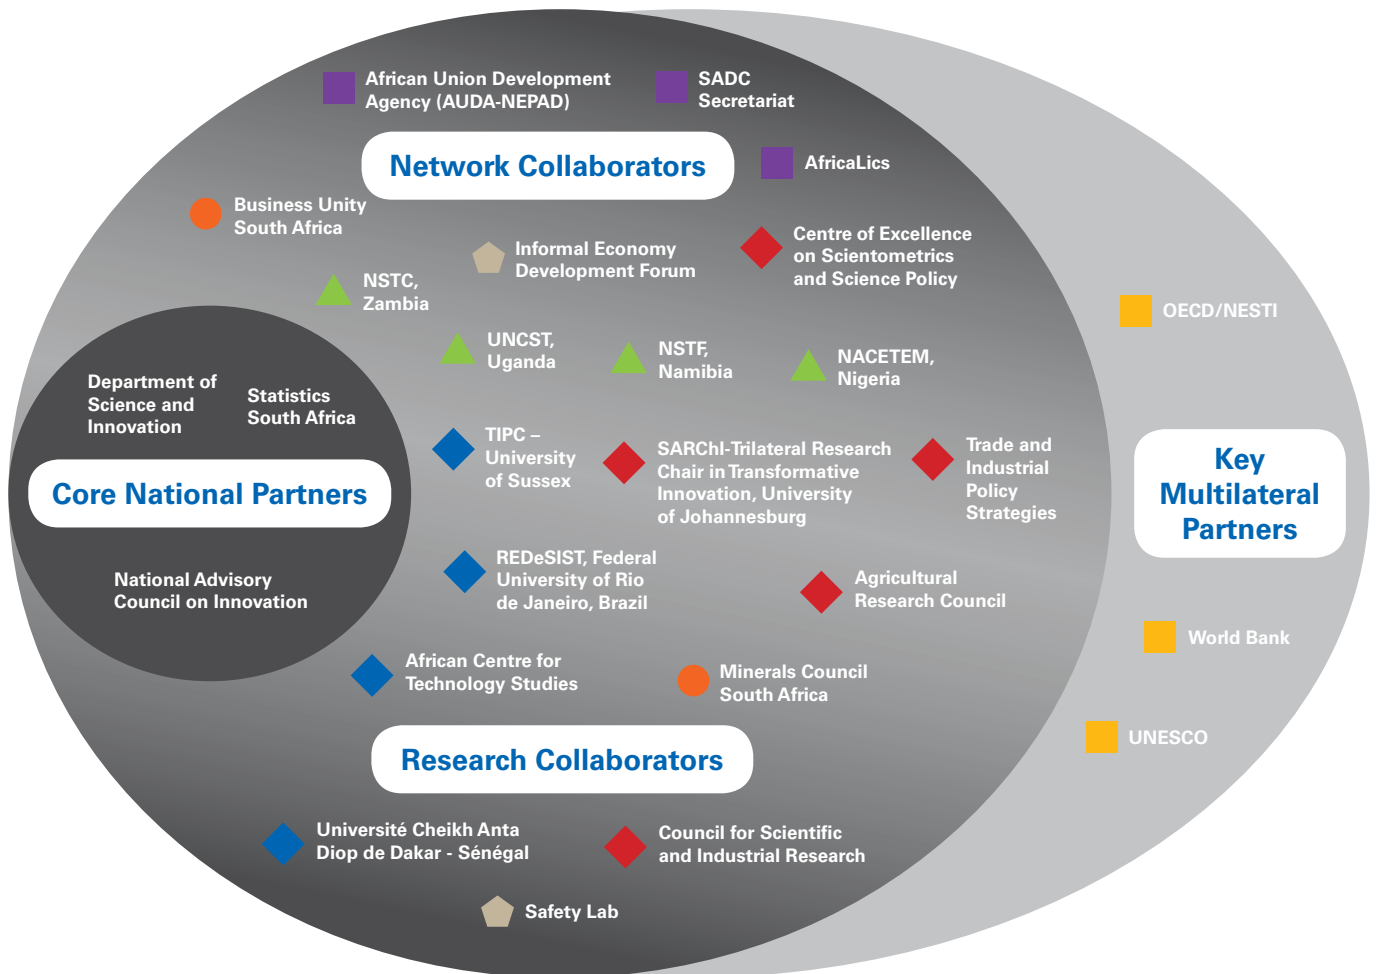 African Union Development
Agency (AUDA-NEPAD)
SADC
Secretariat
Network Collaborators
AfricaLics
Business Unity
South Africa
Informal Economy
Development Forum
Centre of Excellence
on Scientometrics
and Science Policy
NSTC,
Zambia
OECD/NESTI
UNCST,
Uganda
NSTF,
Namibia
NACETEM,
Nigeria
Department of
Science and
Innovation
Statistics
South Africa
Core National Partners
National Advisory
Council on Innovation
TIPC –
University
of Sussex
SARChI-Trilateral Research
Chair in Transformative
Innovation, University
of Johannesburg
Trade and
Industrial
Policy
Strategies
Key
Multilateral
Partners
REDeSIST, Federal
University of Rio
de Janeiro, Brazil
Agricultural
Research Council
World Bank
African Centre for
Technology Studies
Minerals Council
South Africa
UNESCO
Research Collaborators
Université Cheikh Anta
Diop de Dakar - Sénégal
Council for Scientific
and Industrial Research
Safety Lab